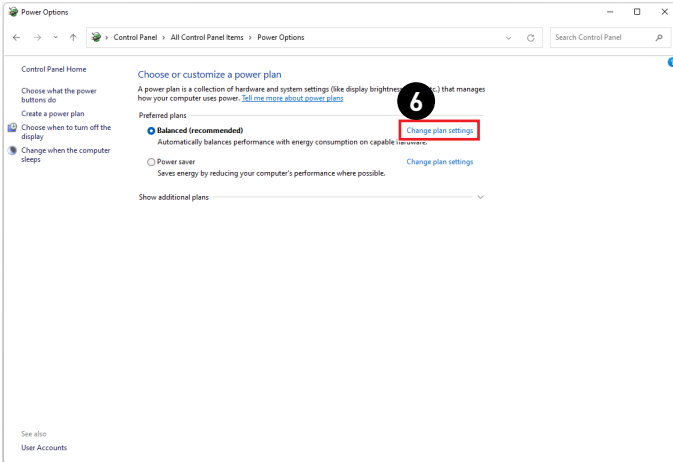 Power Options
Control Panel > All Control Panel Items > Power Options
Search Control Panel
Control Panel Home
Choose what the power
buttons do
Create a power plan
Choose when to turn off the
display
Change when the computer
sleeps
Choose or customize a power plan
A power plan is a collection of hardware and system settings (like display brightness, etc.) that manages
how your computer uses power. Tell me more about power plans
6
Preferred plans
Balanced (recommended)
Change plan settings
Automatically balances performance with energy consumption on capable hardware.
Power saver
Change plan settings
Saves energy by reducing your computer's performance where possible.
Show additional plans
See also
User Accounts